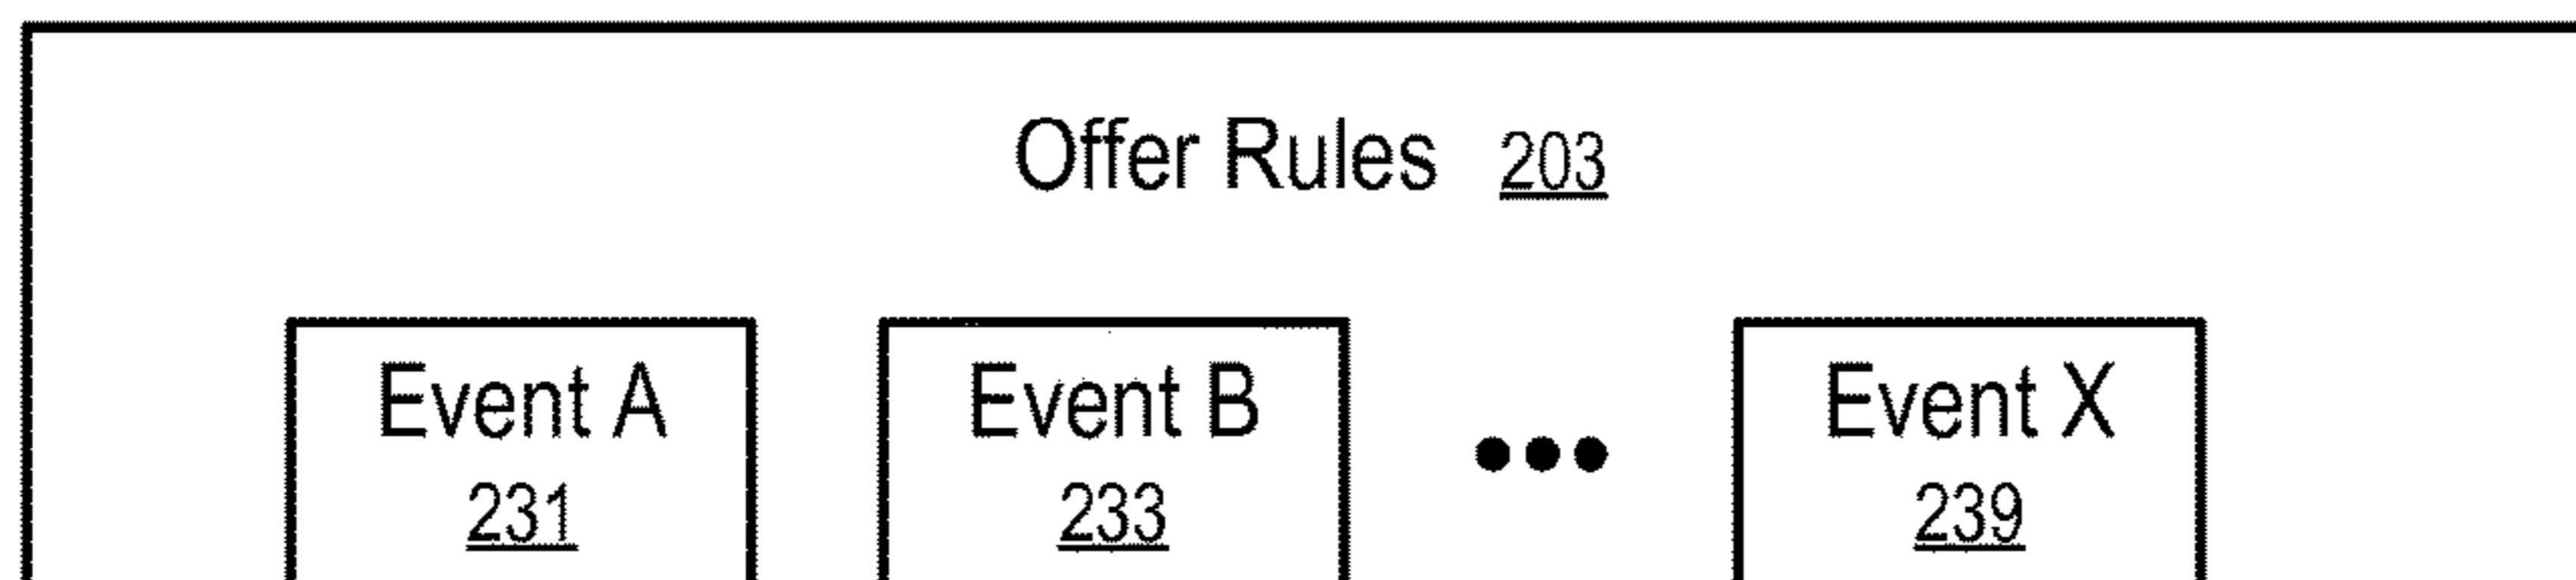 Offer Rules 203
Event A Event B ••• Event X
231 233 239